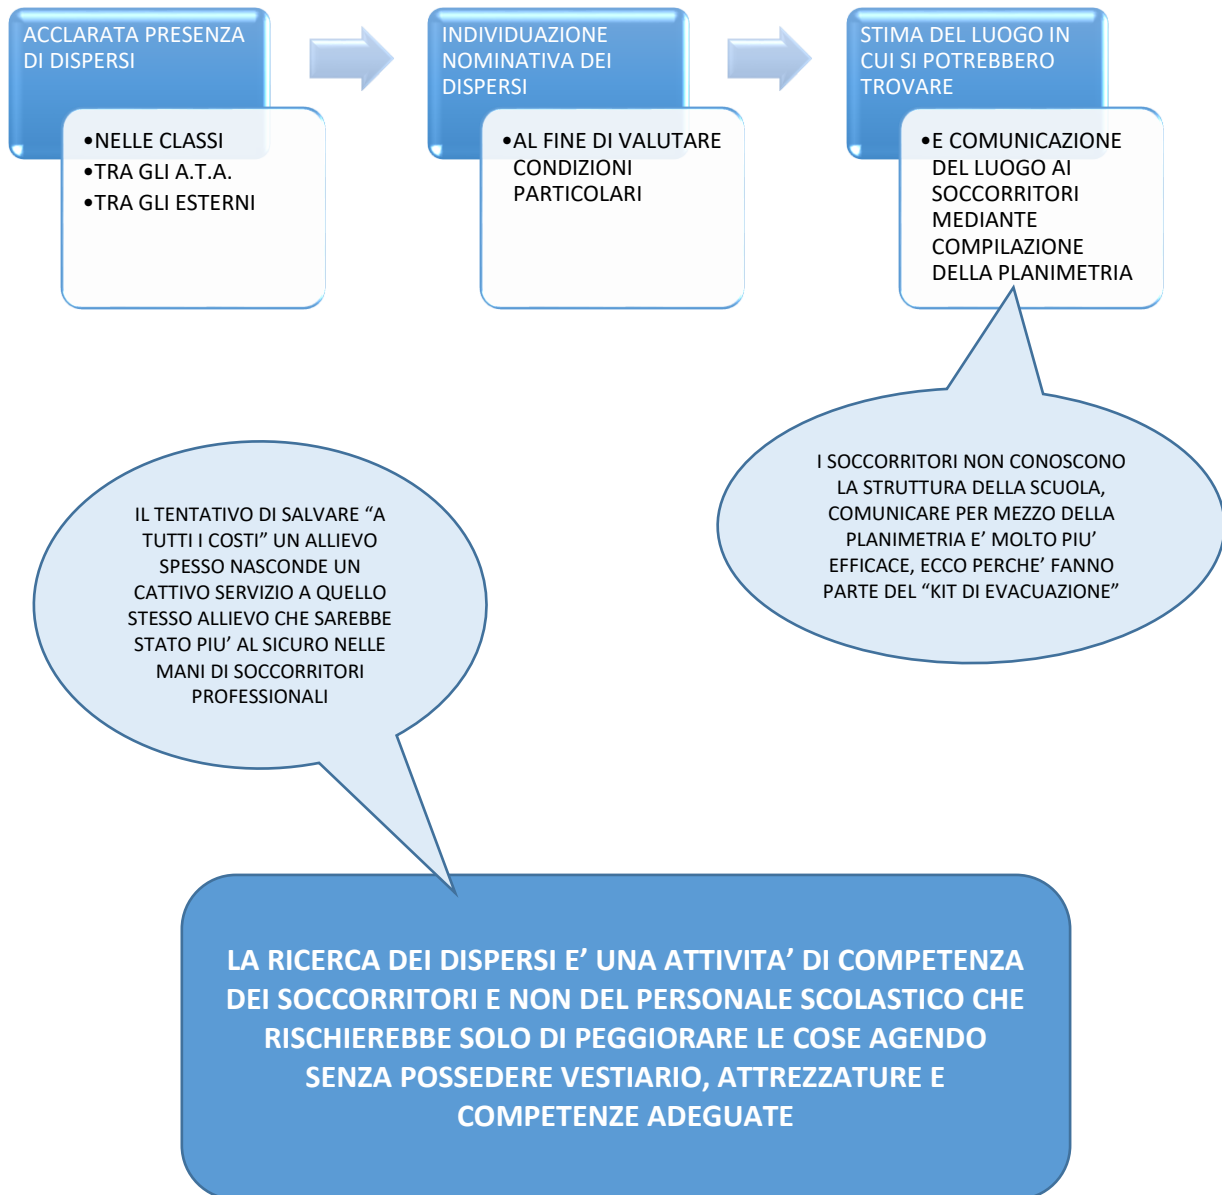 ACCLARATA PRESENZA
DI DISPERSI
•NELLE CLASSI
•TRA GLI A.T.A.
•TRA GLI ESTERNI
INDIVIDUAZIONE
NOMINATIVA DEI
DISPERSI
•AL FINE DI VALUTARE
CONDIZIONI
PARTICOLARI
STIMA DEL LUOGO IN
CUI SI POTREBBERO
TROVARE
•E COMUNICAZIONE
DEL LUOGO AI
SOCCORRITORI
MEDIANTE
COMPILAZIONE
DELLA PLANIMETRIA
I SOCCORRITORI NON CONOSCONO
LA STRUTTURA DELLA SCUOLA,
COMUNICARE PER MEZZO DELLA
PLANIMETRIA E’ MOLTO PIU’
EFFICACE, ECCO PERCHE’ FANNO
PARTE DEL “KIT DI EVACUAZIONE”
IL TENTATIVO DI SALVARE “A
TUTTI I COSTI” UN ALLIEVO
SPESSO NASCONDE UN
CATTIVO SERVIZIO A QUELLO
STESSO ALLIEVO CHE SAREBBE
STATO PIU’ AL SICURO NELLE
MANI DI SOCCORRITORI
PROFESSIONALI
LA RICERCA DEI DISPERSI E’ UNA ATTIVITA’ DI COMPETENZA
DEI SOCCORRITORI E NON DEL PERSONALE SCOLASTICO CHE
RISCHIEREBBE SOLO DI PEGGIORARE LE COSE AGENDO
SENZA POSSEDERE VESTIARIO, ATTREZZATURE E
COMPETENZE ADEGUATE